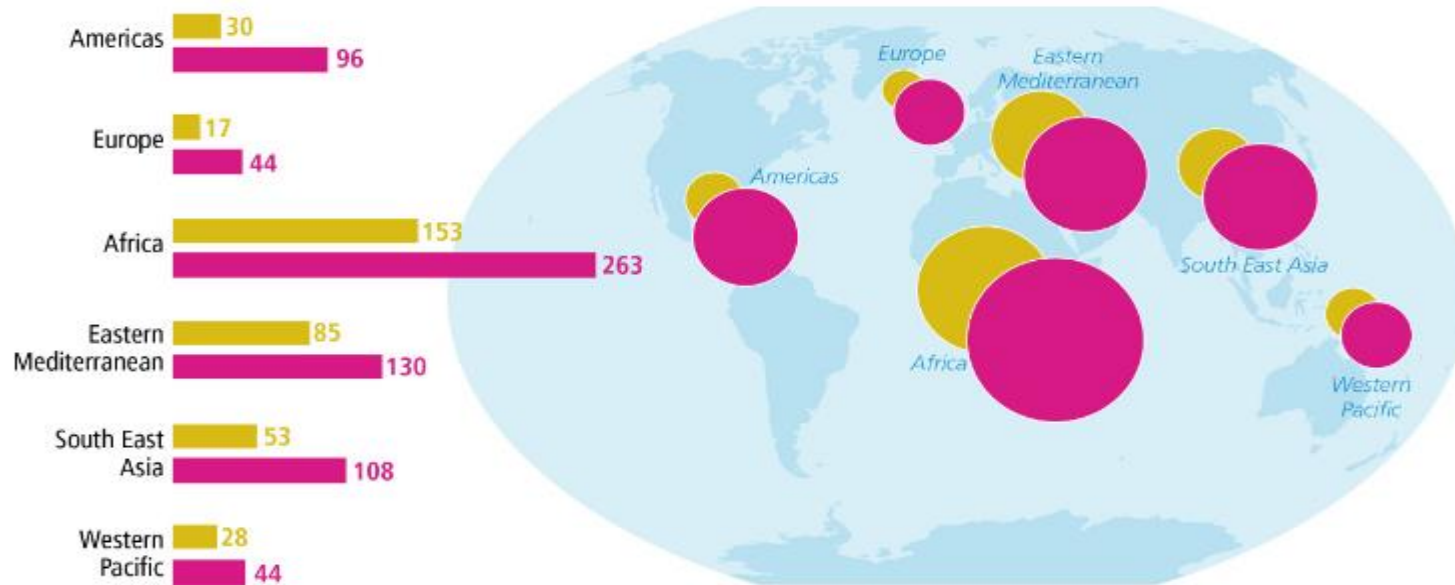 Americas
30
96
Europe
17
44
Africa
153
263
Eastern
Mediterranean
85
130
South East
Asia
53
108
Western
Pacific
28
44
Europe
Eastern
Mediterranean
Americas
South East Asia
Africa
Western
Pacific